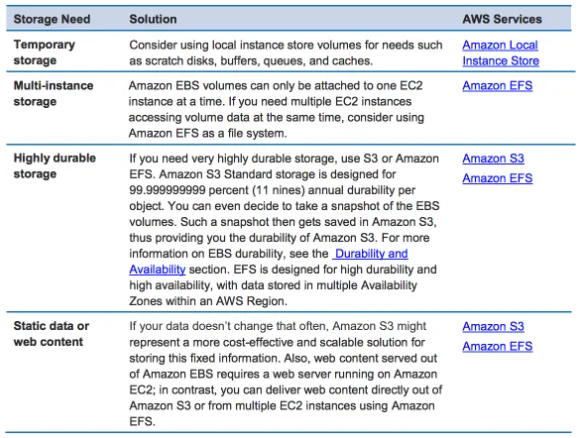 Storage Need Solution AWS Services
Temporary storage
Consider using local instance store volumes for needs such
as scratch disks, buffers, queues, and caches.
Amazon Local
Instance Store
Multi-instance
storage
Amazon EBS volumes can only be attached to one EC2
instance at a time. If you need multiple EC2 instances
accessing volume data at the same time, consider using
Amazon EFS as a file system.
Amazon EFS
Highly durable
storage
If you need very highly durable storage, use S3 or Amazon
EFS. Amazon S3 Standard storage is designed for
99.999999999 percent (11 nines) annual durability per
object. You can even decide to take a snapshot of the EBS
volumes. Such a snapshot then gets saved in Amazon S3,
thus providing you the durability of Amazon S3. For more
information on EBS durability, see the Durability and
Availability section. EFS is designed for high durability and
high availability, with data stored in multiple Availability
Zones within an AWS Region.
Amazon S3
Amazon EFS
Static data or
web content
If your data doesn't change that often, Amazon S3 might
represent a more cost-effective and scalable solution for
storing this fixed information. Also, web content served out
of Amazon EBS requires a web server running on Amazon
EC2; in contrast, you can deliver web content directly out of
Amazon S3 or from multiple EC2 instances using Amazon
EFS.
Amazon S3
Amazon EFS